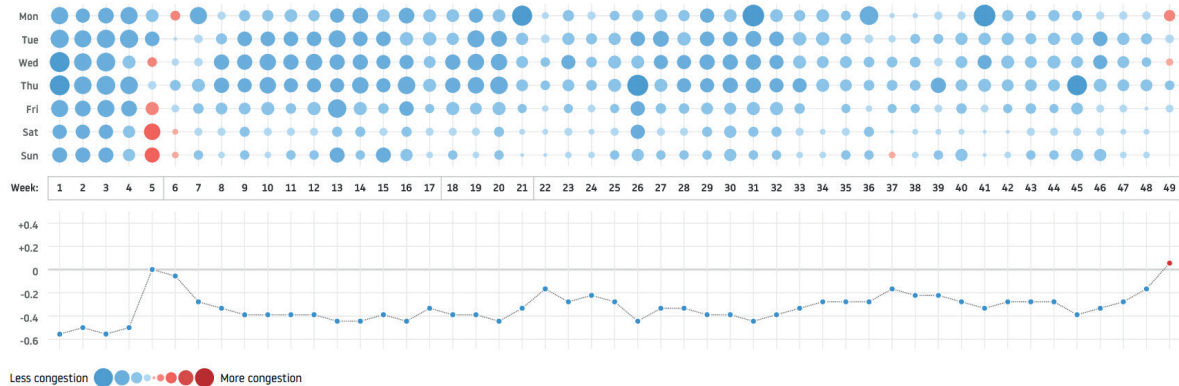 Mon
Tue
Wed
Thu
Fri
Sat
Sun
Week: 1 2 3 4 5 6 7 8 9 10 11 12 13 14 15 16 17 18 19 20 21 22 23 24 25 26 27 28 29 30 31 32 33 34 35 36 37 38 39 40 41 42 43 44 45 46 47 48 49
+0.4
+0.2
0
-0.2
-0.4
-0.6
Less congestion More congestion